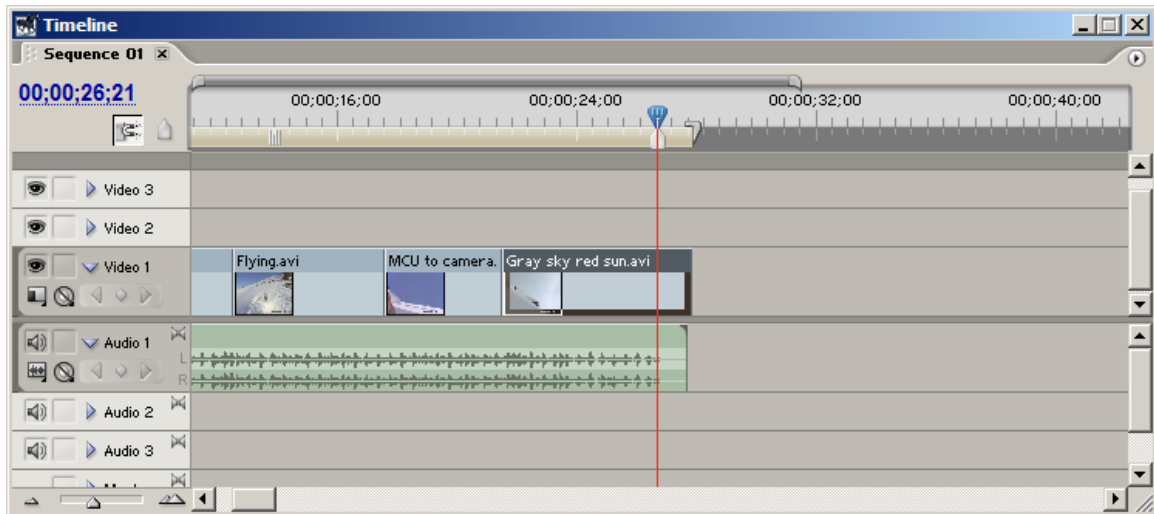 Timeline
Sequence 01
00;00;26;21
00;00;16;00 00;00;24;00 00;00;32;00 00;00;40;00
Video 3
Video 2
Video 1
Flying.avi MCU to camera. Gray sky red sun.avi
Audio 1
L
R
Audio 2
Audio 3